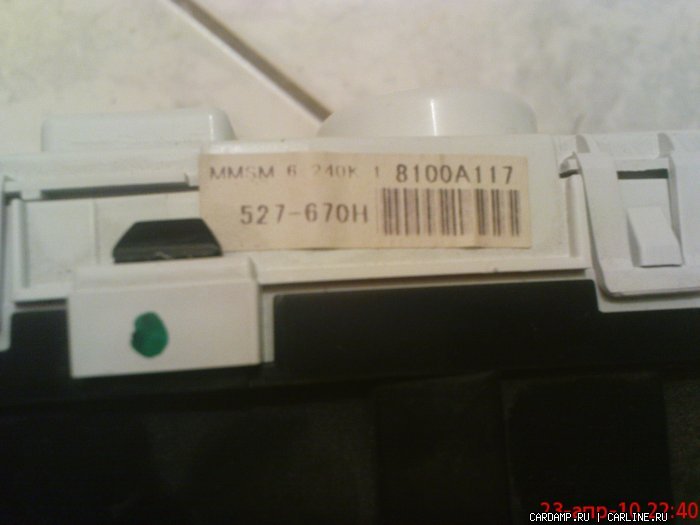 MMSM 6 240K 1 8100A117
527-670H
23-апр-10 22:40
CARDAMP.RU | CARLINE.RU